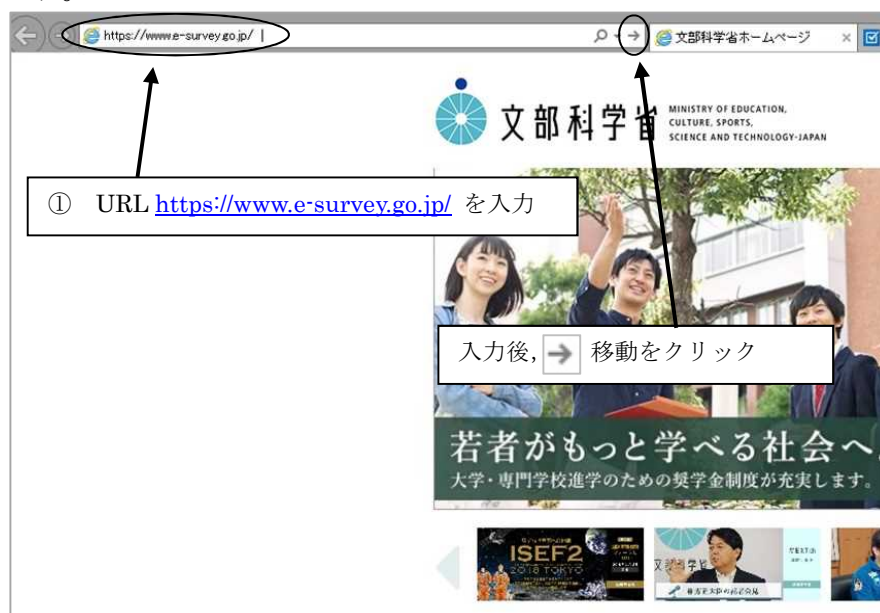 https://www.e-survey.go.jp/
文部科学省ホームページ
文部科学省
MINISTRY OF EDUCATION,
CULTURE, SPORTS,
SCIENCE AND TECHNOLOGY-JAPAN
① URL https://www.e-survey.go.jp/ を入力
入力後, 移動をクリック
若者がもっと学べる社会へ
大学・専門学校進学のための奨学金制度が充実します。
ISEF2
2018 TOKYO